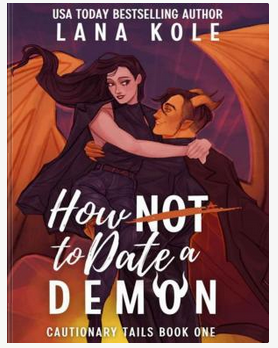 USA TODAY BESTSELLING AUTHOR
LANA KOLE
How NOT
to Date a
DEMON
CAUTIONARY TAILS BOOK ONE